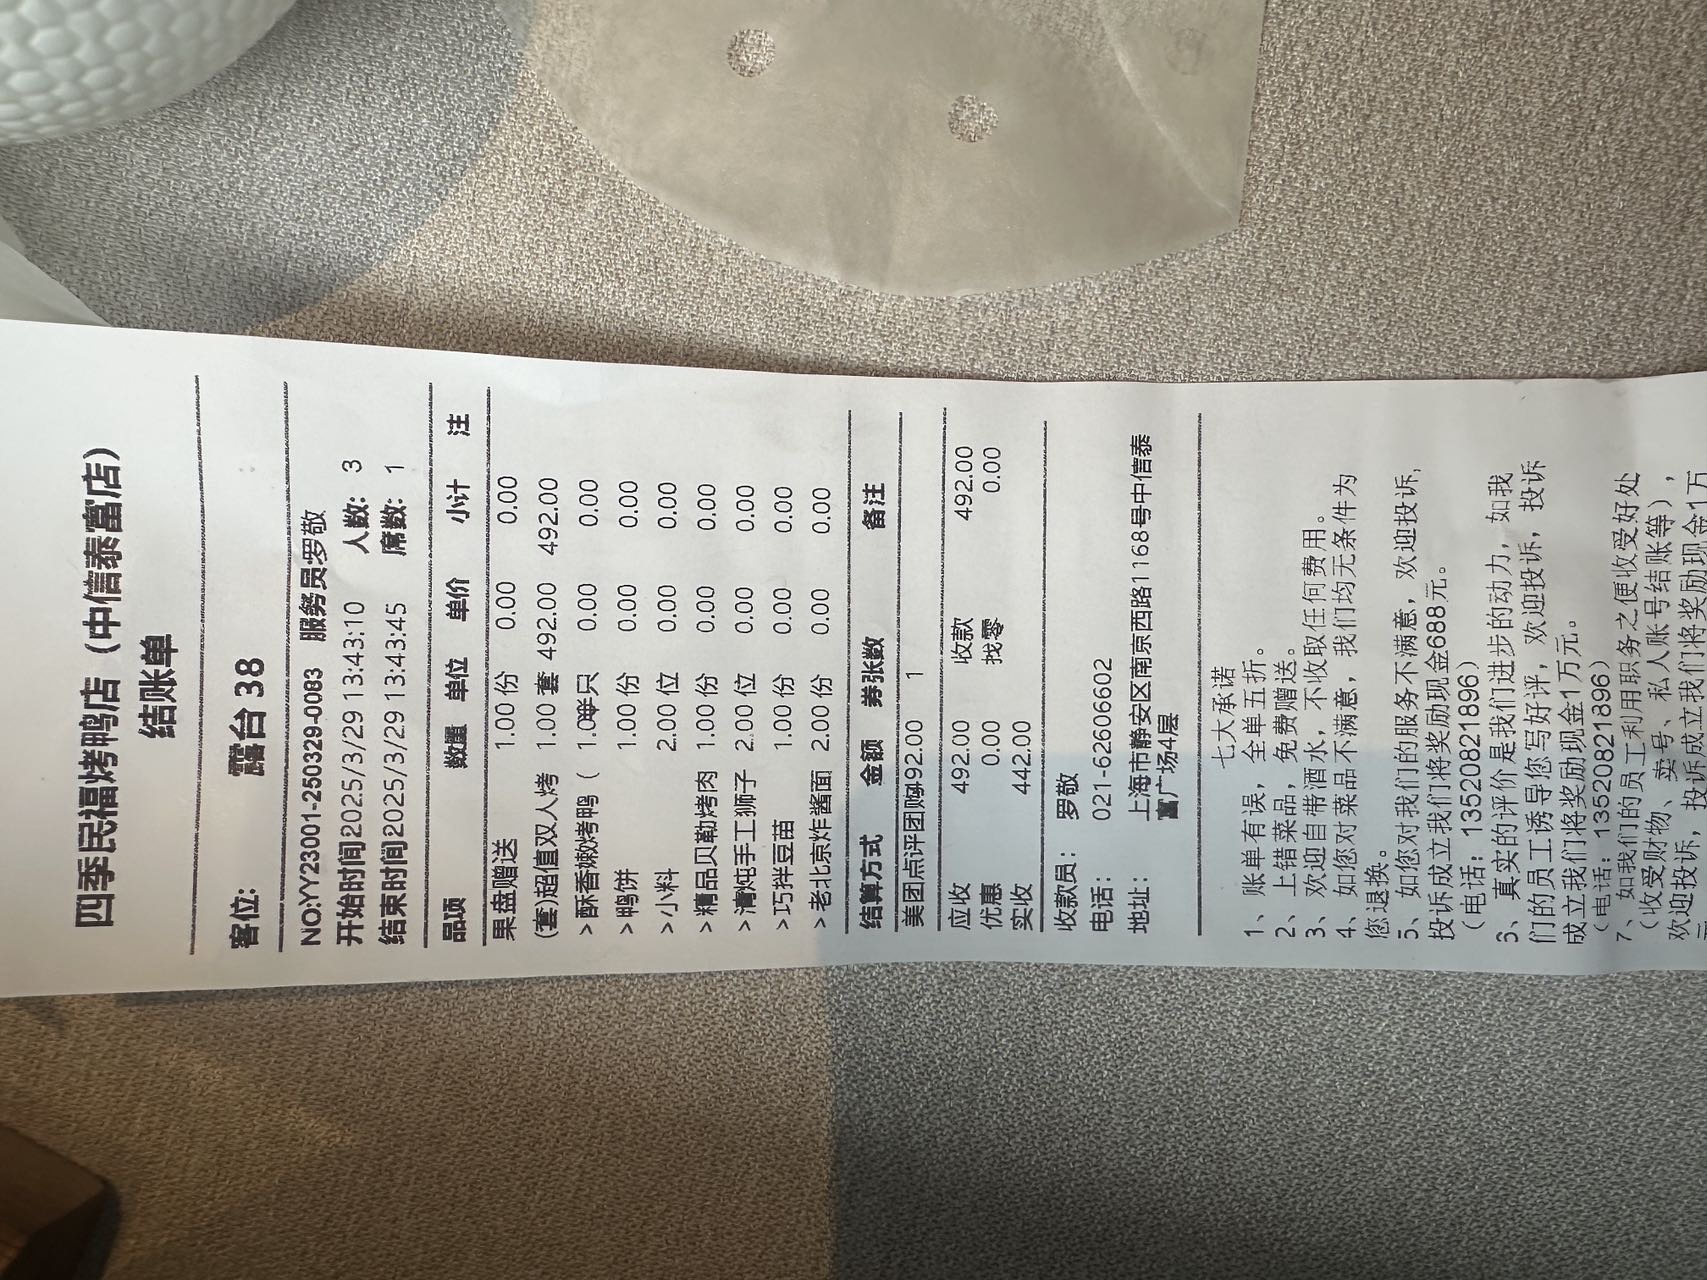 四季民福烤鸭店（中信泰富店）
结账单
客位： 露台 38
NO:YY23001-250329-0083 服务员:罗敬
开始时间2025/3/29 13:43:10 人数： 3
结束时间2025/3/29 13:43:45 席数： 1
品项 数量 单位 单价 小计 注
果盘赠送 1.00 份 0.00 0.00
(套)超值双人烤 1.00 套 492.00 492.00
> 酥香嫩烤鸭（ 只 0.00 0.00
> 鸭饼 1.00 份 0.00 0.00
> 小料 2.00 位 0.00 0.00
> 精品贝勒烤肉 1.00 份 0.00 0.00
> 清炖手工狮子 2.00 位 0.00 0.00
> 巧拌豆苗 1.00 份 0.00 0.00
> 老北京炸酱面 2.00 份 0.00 0.00
结算方式 金额 券张数 备注
美团点评团购492.00 1
应收 492.00 收款 492.00
优惠 0.00 找零 0.00
实收 442.00
收款员： 罗敬
电话： 021-62606602
地址： 上海市静安区南京西路1168号中信泰
富广场4层
七大承诺
1、账单有误，全单五折。
2、上错菜品，免费赠送。
3、欢迎自带酒水，不收取任何费用。
4、如您对菜品不满意，我们均无条件为
您退换。
5、如您对我们的服务不满意，欢迎投诉，
投诉成立我们将奖励现金688元。
（电话：13520821896）
6、真实的评价是我们进步的动力，如我
们的员工诱导您写好评，欢迎投诉，投诉
成立我们将奖励现金1万元。
（电话：13520821896）
7、如我们的员工利用职务之便收受好处
（收受财物、卖号、私人账号结账等），
欢迎投诉，投诉成立我们将奖励现金1万